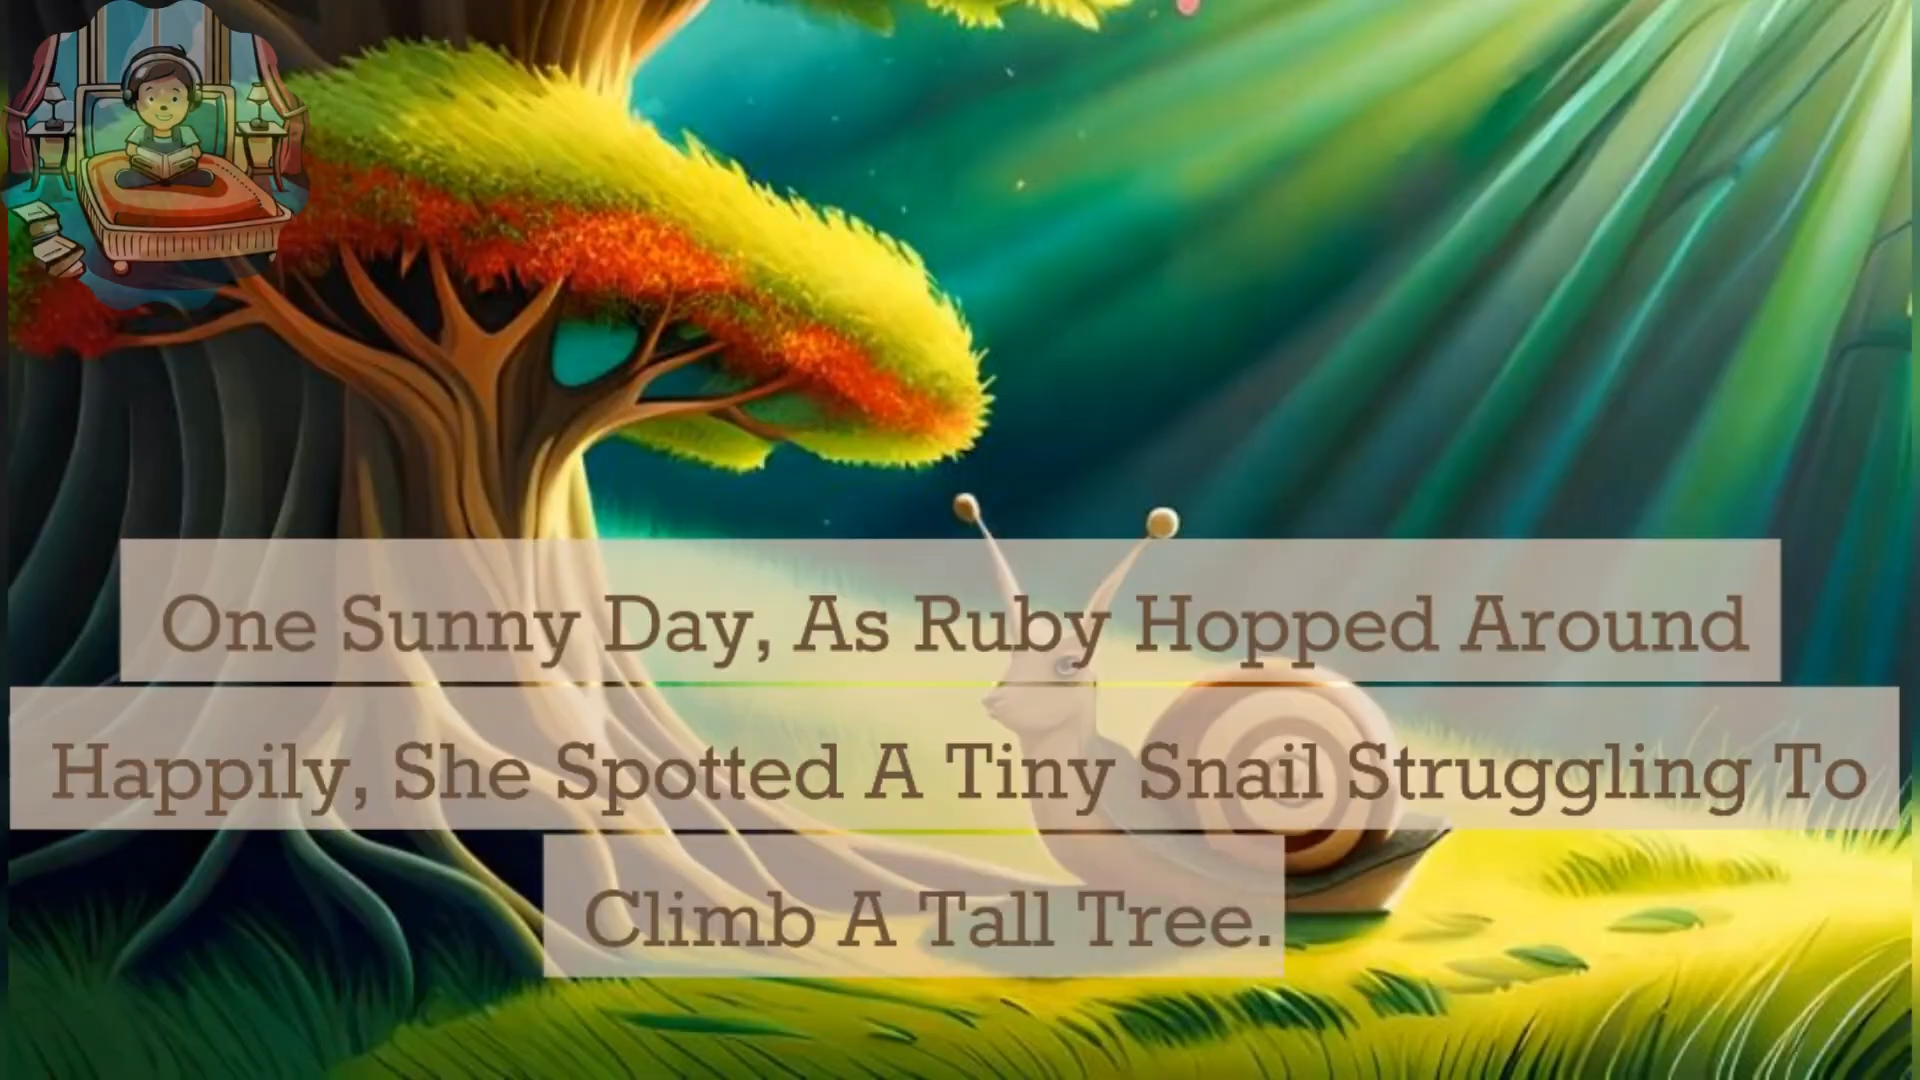 One Sunny Day, As Ruby Hopped Around
Happily, She Spotted A Tiny Snail Struggling To
Climb A Tall Tree.